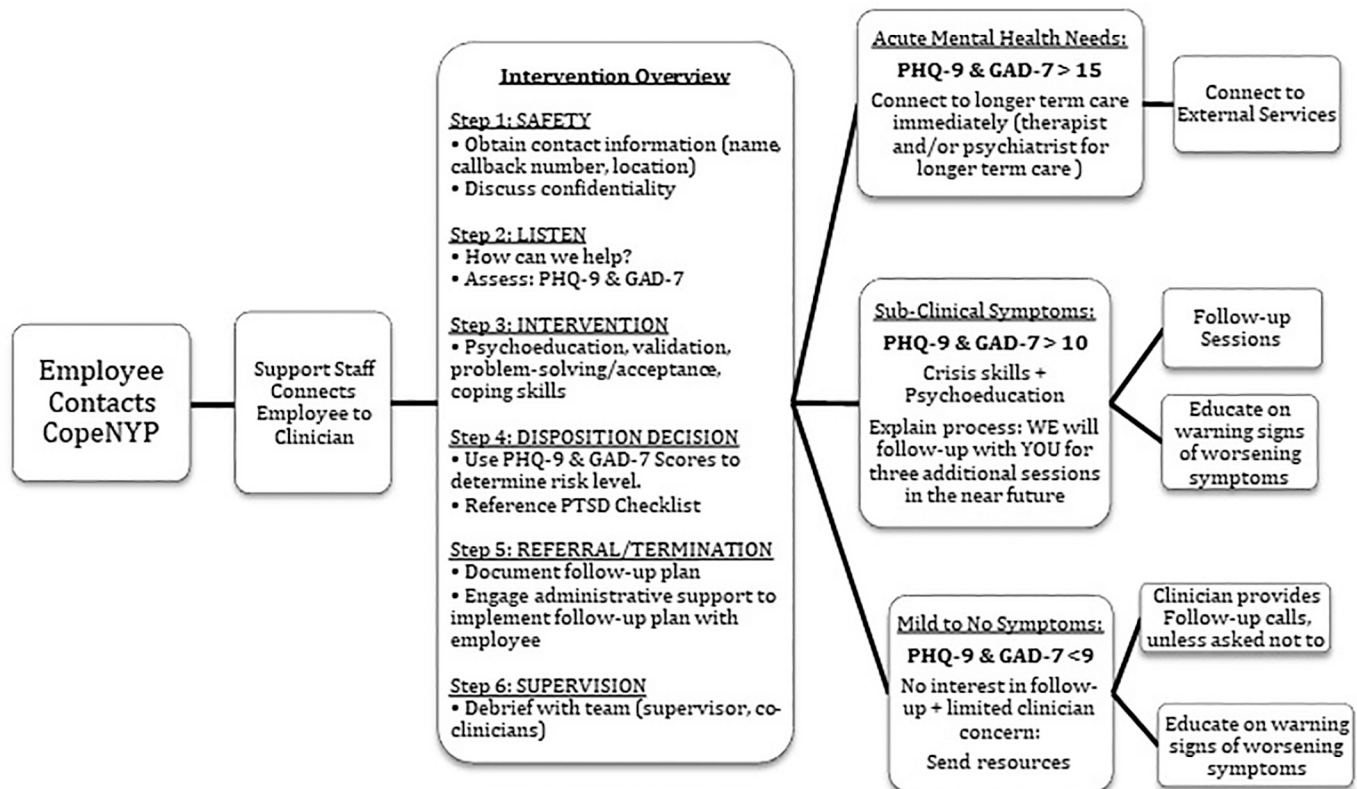 Employee
Contacts
CopeNYP
Support Staff
Connects
Employee to
Clinician
Intervention Overview
Step 1: SAFETY
• Obtain contact information (name,
callback number, location)
• Discuss confidentiality
Step 2: LISTEN
• How can we help?
• Assess: PHQ-9 & GAD-7
Step 3: INTERVENTION
• Psychoeducation, validation,
problem-solving/acceptance,
coping skills
Step 4: DISPOSITION DECISION
• Use PHQ-9 & GAD-7 Scores to
determine risk level.
• Reference PTSD Checklist
Step 5: REFERRAL/TERMINATION
• Document follow-up plan
• Engage administrative support to
implement follow-up plan with
employee
Step 6: SUPERVISION
• Debrief with team (supervisor, co-
clinicians)
Acute Mental Health Needs:
PHQ-9 & GAD-7 > 15
Connect to longer term care
immediately (therapist
and/or psychiatrist for
longer term care )
Connect to
External Services
Sub-Clinical Symptoms:
PHQ-9 & GAD-7 > 10
Crisis skills +
Psychoeducation
Explain process: WE will
follow-up with YOU for
three additional sessions
in the near future
Follow-up
Sessions
Educate on
warning signs
of worsening
symptoms
Mild to No Symptoms:
PHQ-9 & GAD-7 <9
No interest in follow-
up + limited clinician
concern:
Send resources
Clinician provides
Follow-up calls,
unless asked not to
Educate on warning
signs of worsening
symptoms